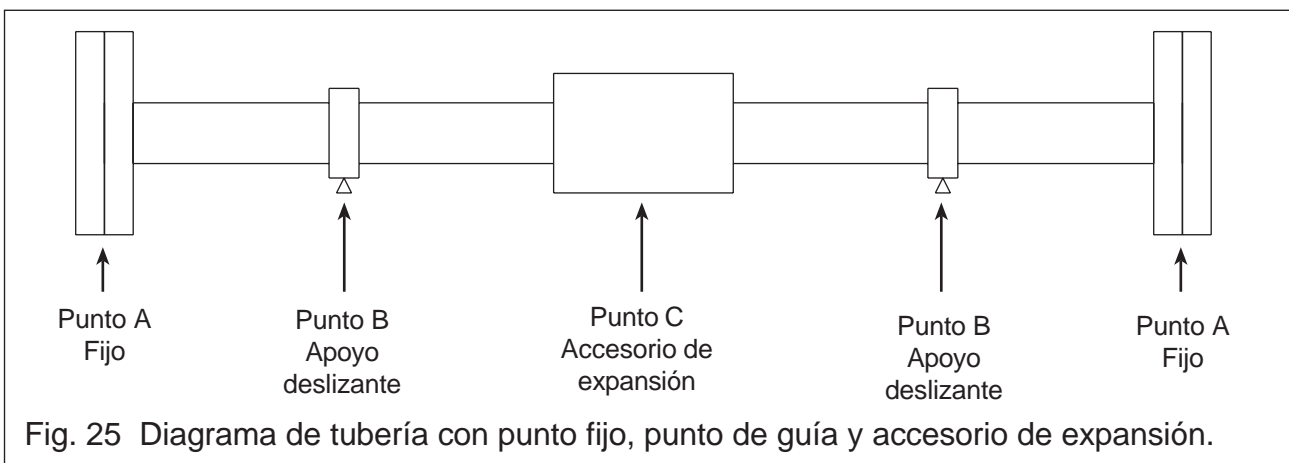 Punto A
Fijo
Punto B
Apoyo
deslizante
Punto C
Accesorio de
expansión
Punto B
Apoyo
deslizante
Punto A
Fijo
Fig. 25 Diagrama de tubería con punto fijo, punto de guía y accesorio de expansión.